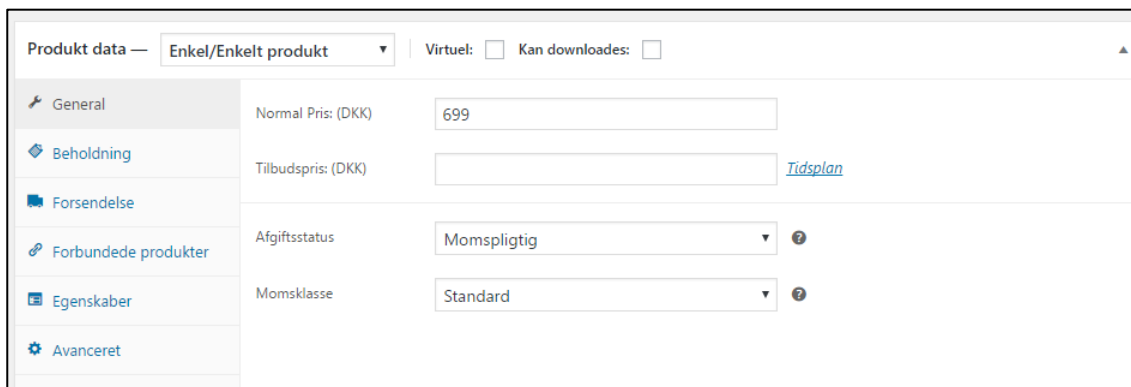 Produkt data — Enkel/Enkelt produkt Virtuel: Kan downloades:
General
Normal Pris: (DKK) 699
Beholdning
Tilbudspris: (DKK) Tidsplan
Forsendelse
Afgiftsstatus Momspligtig
Forbundede produkter
Momsklasse Standard
Egenskaber
Avanceret